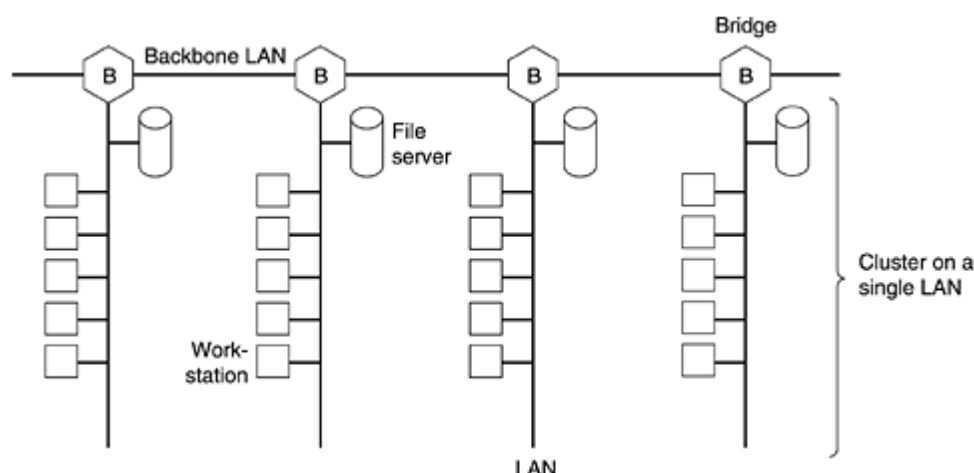 Bridge
Backbone LAN
B
B
B
B
File
server
Cluster on a
single LAN
Work-
station
LAN